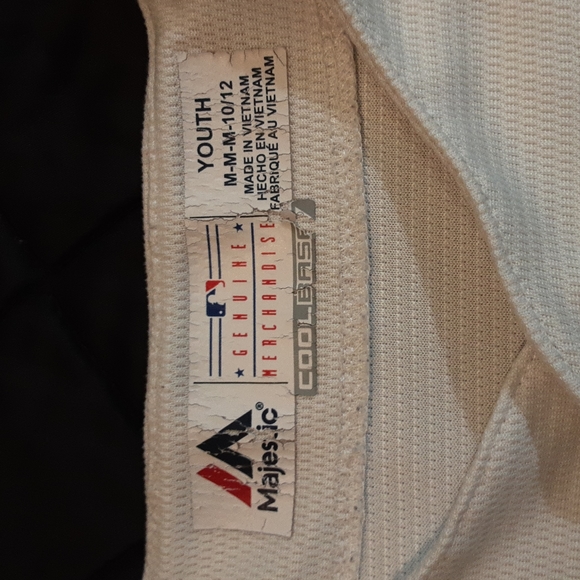 Majestic®
★ GENUINE ★
MERCHANDISE
YOUTH
M-M-M-10/12
MADE IN VIETNAM
HECHO EN VIETNAM
FABRIQUÉ AU VIETNAM
COOLBASE